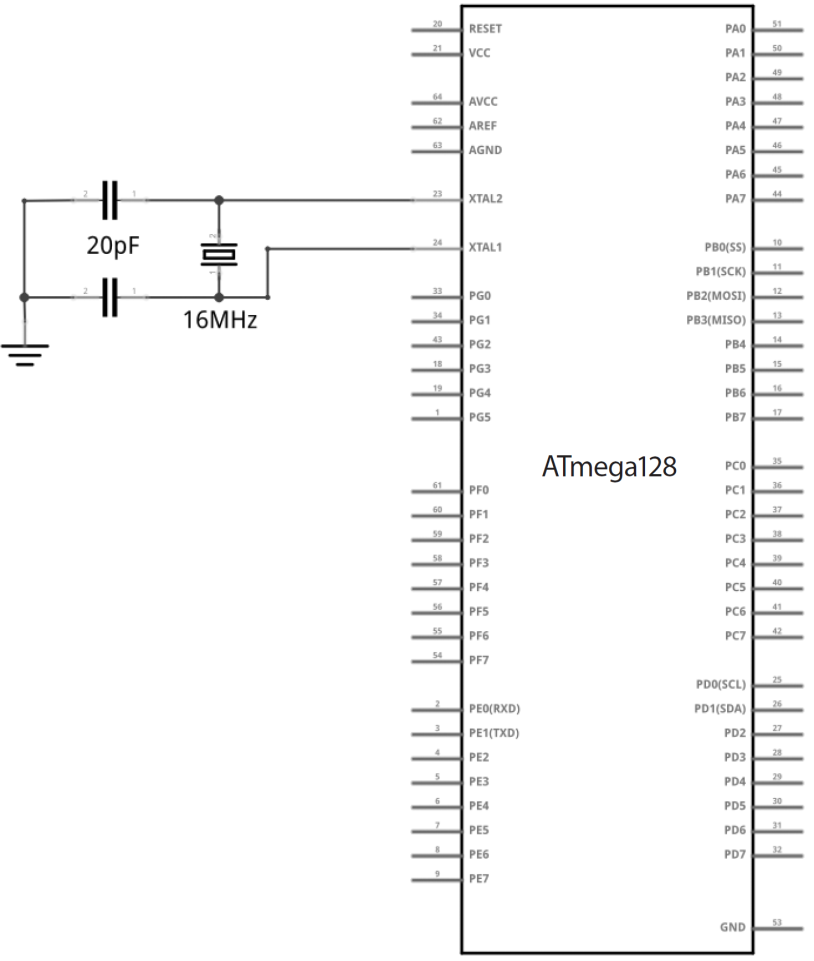 20 RESET
21 VCC
64 AVCC
62 AREF
63 AGND
23 XTAL2
24 XTAL1
33 PG0
34 PG1
43 PG2
18 PG3
19 PG4
1 PG5
61 PF0
60 PF1
59 PF2
58 PF3
57 PF4
56 PF5
55 PF6
54 PF7
2 PE0(RXD)
3 PE1(TXD)
4 PE2
5 PE3
6 PE4
7 PE5
8 PE6
9 PE7
2 1
20pF
2
1
2 1
16MHz
ATmega128
PA0 51
PA1 50
PA2 49
PA3 48
PA4 47
PA5 46
PA6 45
PA7 44
PB0(SS) 10
PB1(SCK) 11
PB2(MOSI) 12
PB3(MISO) 13
PB4 14
PB5 15
PB6 16
PB7 17
PC0 35
PC1 36
PC2 37
PC3 38
PC4 39
PC5 40
PC6 41
PC7 42
PD0(SCL) 25
PD1(SDA) 26
PD2 27
PD3 28
PD4 29
PD5 30
PD6 31
PD7 32
GND 53